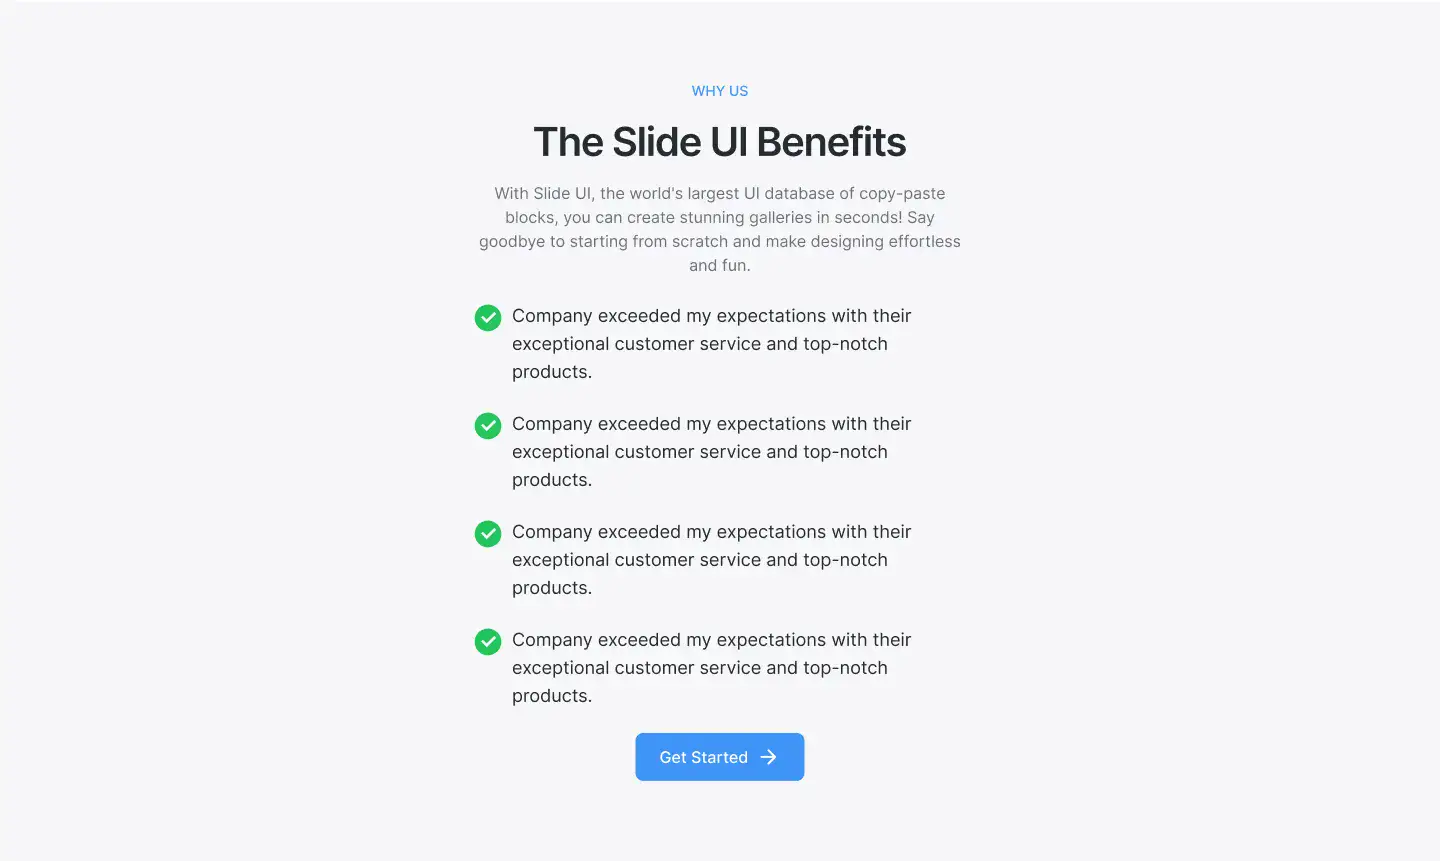 WHY US
The Slide UI Benefits
With Slide UI, the world's largest UI database of copy-paste
blocks, you can create stunning galleries in seconds! Say
goodbye to starting from scratch and make designing effortless
and fun.
Company exceeded my expectations with their
exceptional customer service and top-notch
products.
Company exceeded my expectations with their
exceptional customer service and top-notch
products.
Company exceeded my expectations with their
exceptional customer service and top-notch
products.
Company exceeded my expectations with their
exceptional customer service and top-notch
products.
Get Started